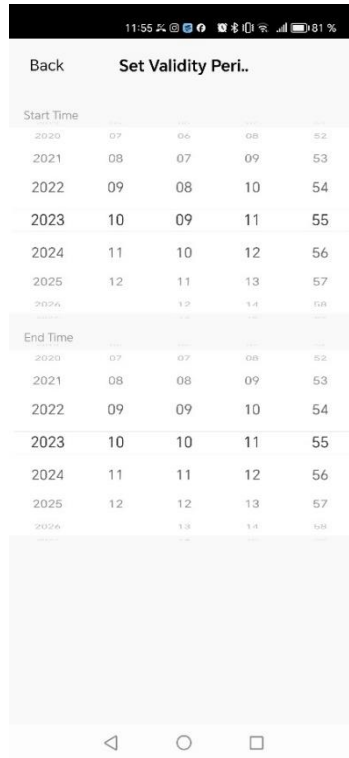 11:55 81 %
Back Set Validity Peri..
Start Time
2020 07 06 08 52
2021 08 07 09 53
2022 09 08 10 54
2023 10 09 11 55
2024 11 10 12 56
2025 12 11 13 57
2026 12 14 58
End Time
2020 07 07 08 52
2021 08 08 09 53
2022 09 09 10 54
2023 10 10 11 55
2024 11 11 12 56
2025 12 12 13 57
2026 13 14 58